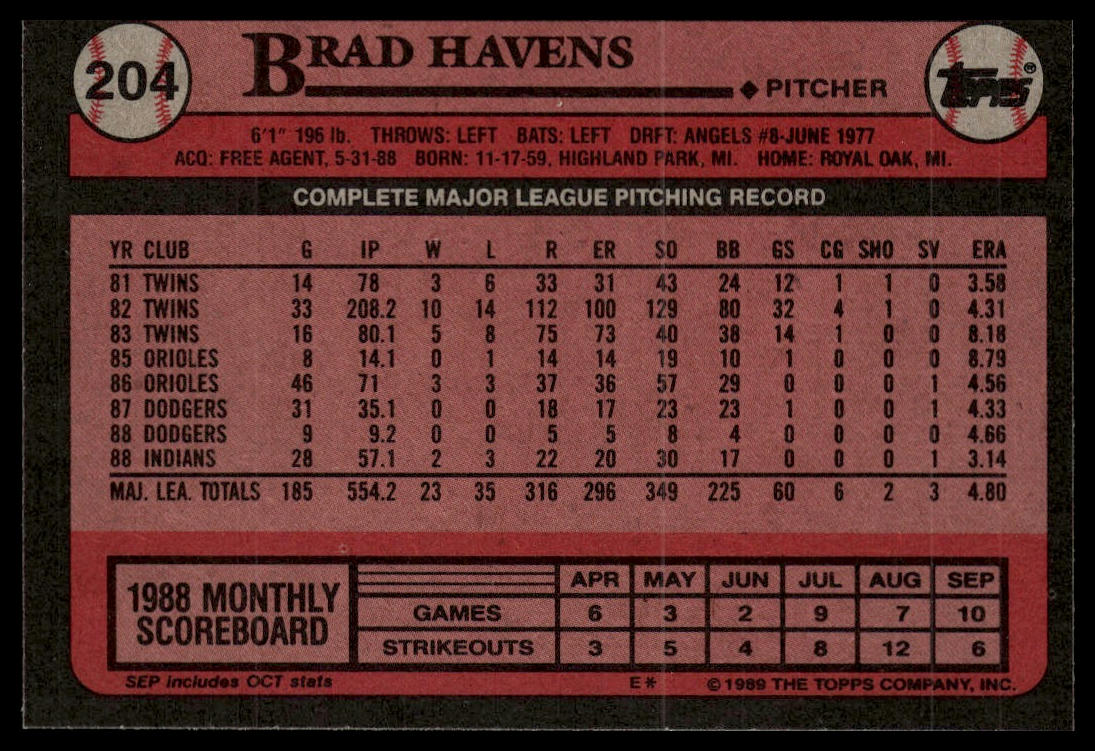 204 BRAD HAVENS
◆ PITCHER
TOPPS®
6'1" 196 lb. THROWS: LEFT BATS: LEFT DRFT: ANGELS #8-JUNE 1977
ACQ: FREE AGENT, 5-31-88 BORN: 11-17-59, HIGHLAND PARK, MI. HOME: ROYAL OAK, MI.
COMPLETE MAJOR LEAGUE PITCHING RECORD
YR CLUB G IP W L R ER SO BB GS CG SHO SV ERA
81 TWINS 14 78 3 6 33 31 43 24 12 1 1 0 3.58
82 TWINS 33 208.2 10 14 112 100 129 80 32 4 1 0 4.31
83 TWINS 16 80.1 5 8 75 73 40 38 14 1 0 0 8.18
85 ORIOLES 8 14.1 0 1 14 14 19 10 1 0 0 0 8.79
86 ORIOLES 46 71 3 3 37 36 57 29 0 0 0 1 4.56
87 DODGERS 31 35.1 0 0 18 17 23 23 1 0 0 1 4.33
88 DODGERS 9 9.2 0 0 5 5 8 4 0 0 0 0 4.66
88 INDIANS 28 57.1 2 3 22 20 30 17 0 0 0 1 3.14
MAJ. LEA. TOTALS 185 554.2 23 35 316 296 349 225 60 6 2 3 4.80
1988 MONTHLY
SCOREBOARD
APR MAY JUN JUL AUG SEP
GAMES 6 3 2 9 7 10
STRIKEOUTS 3 5 4 8 12 6
SEP includes OCT stats E* ©1989 THE TOPPS COMPANY, INC.